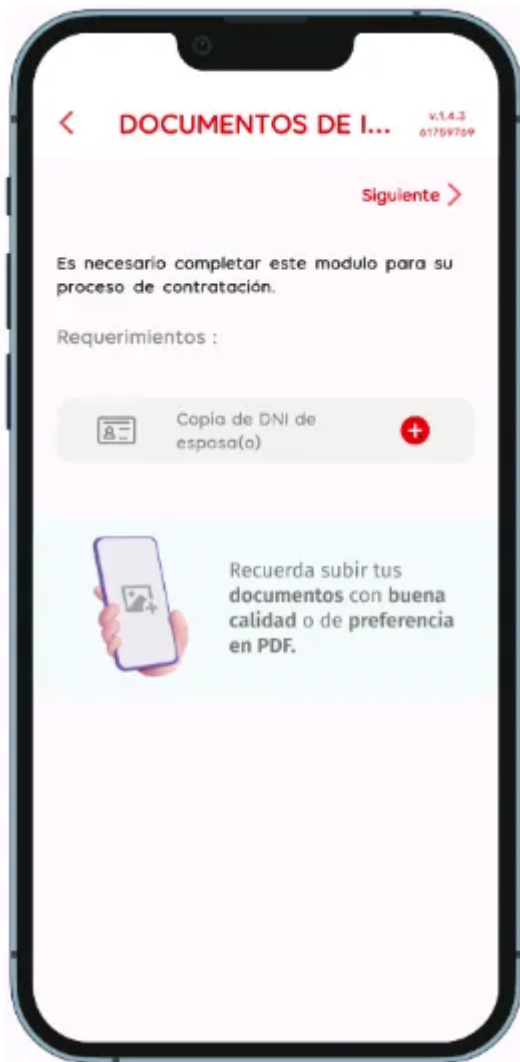 DOCUMENTOS DE I...
v.1.4.3
61759769
Siguiente
Es necesario completar este modulo para su
proceso de contratación.
Requerimientos :
Copia de DNI de
esposa(o)
Recuerda subir tus
documentos con buena
calidad o de preferencia
en PDF.